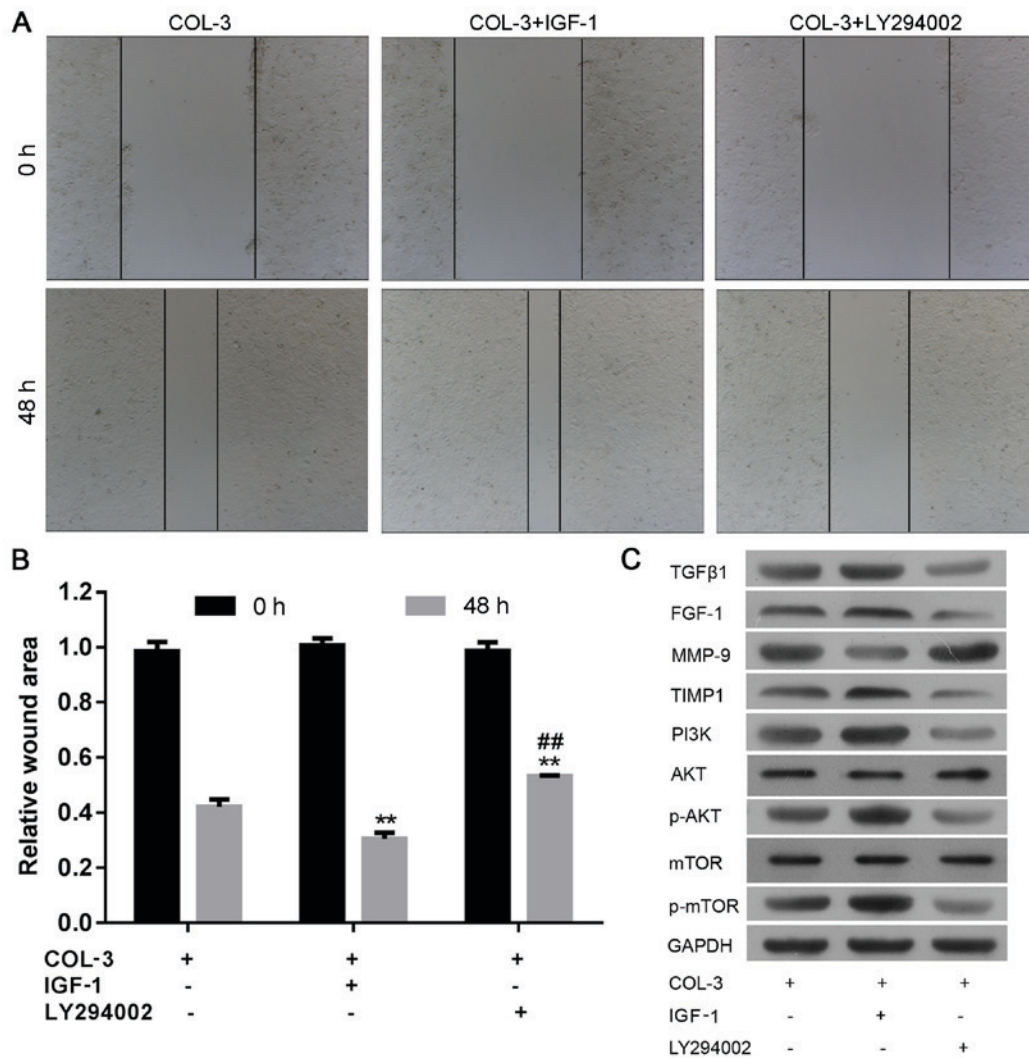 A
COL-3 COL-3+IGF-1 COL-3+LY294002
0 h
48 h
B
0 h 48 h
Relative wound area
1.2
1.0
0.8
0.6
0.4
0.2
0.0
**
##
**
COL-3 + + +
IGF-1 - + -
LY294002 - - +
C
TGFβ1
FGF-1
MMP-9
TIMP1
PI3K
AKT
p-AKT
mTOR
p-mTOR
GAPDH
COL-3 + + +
IGF-1 - + -
LY294002 - - +